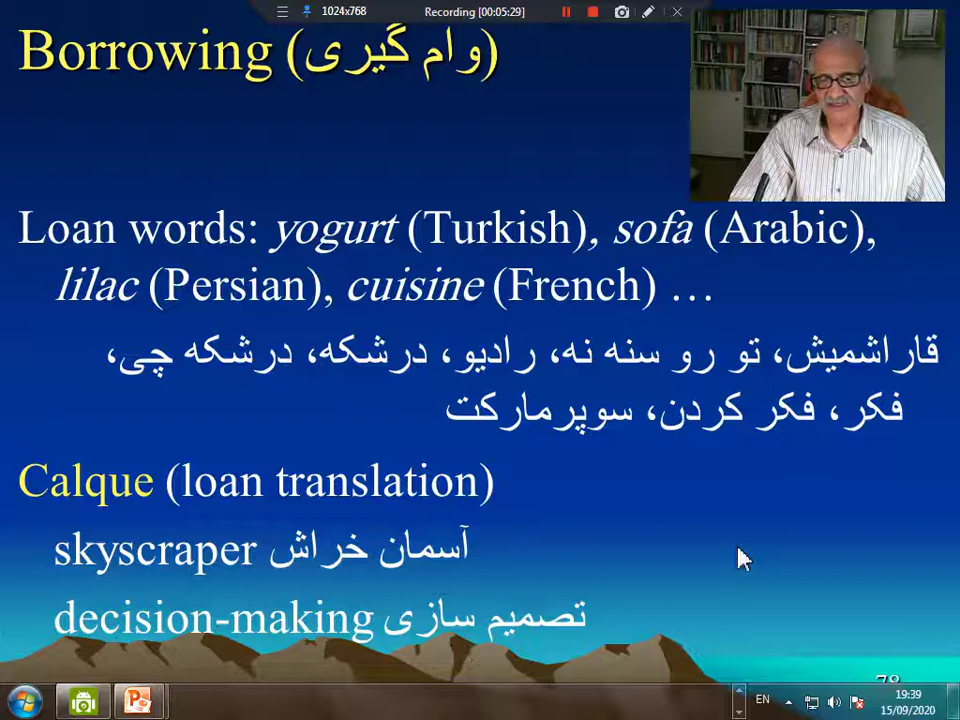 1024x768
Recording [00:05:29]
Borrowing (وام گیری)
Loan words: yogurt (Turkish), sofa (Arabic),
lilac (Persian), cuisine (French) …
قاراشمیش، تو رو سنه نه، رادیو، درشکه، درشکه چی،
فکر، فکر کردن، سوپرمارکت
Calque (loan translation)
skyscraper آسمان خراش
decision-making تصمیم سازی
EN
19:39
15/09/2020